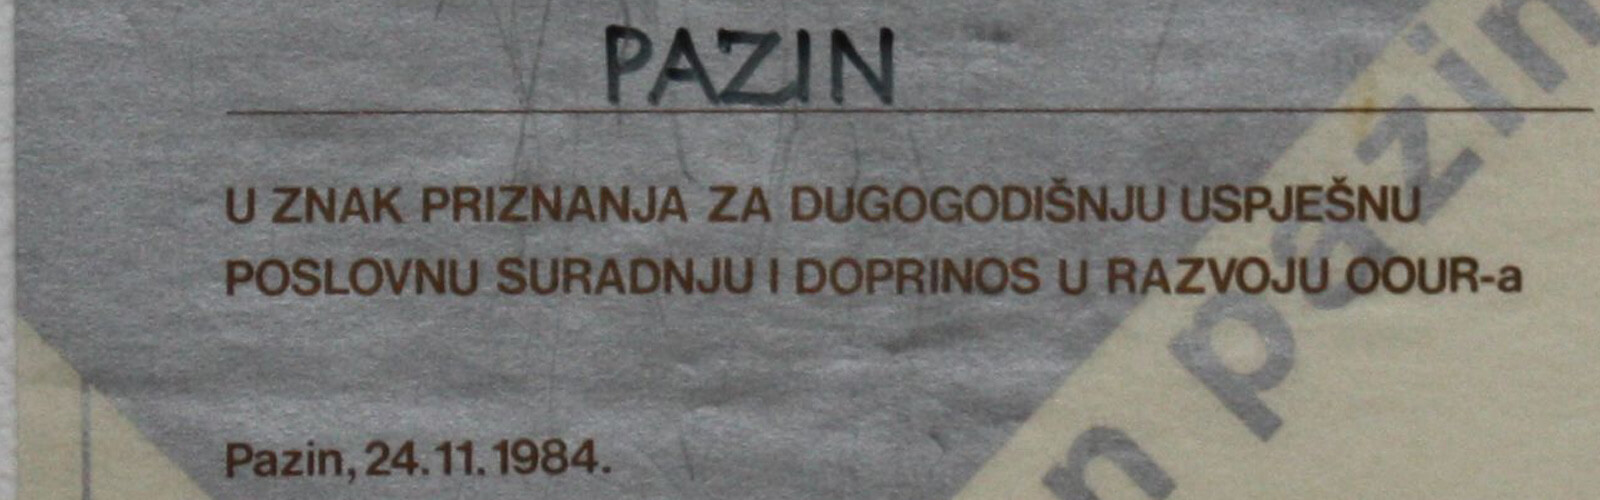 PAZIN
U ZNAK PRIZNANJA ZA DUGOGODIŠNJU USPJEŠNU
POSLOVNU SURADNJU I DOPRINOS U RAZVOJU OOUR-a
Pazin, 24.11.1984.
n pazin